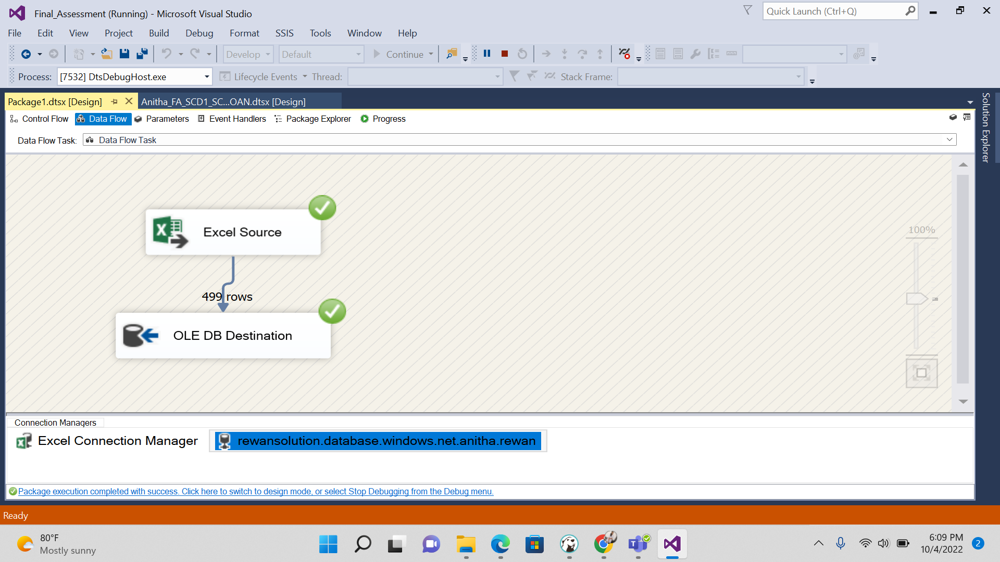 Final_Assessment (Running) - Microsoft Visual Studio
Quick Launch (Ctrl+Q)
File Edit View Project Build Debug Format SSIS Tools Window Help
Develop Default Continue
Process: [7532] DtsDebugHost.exe Lifecycle Events Thread: Stack Frame:
Package1.dtsx [Design] Anitha_FA_SCD1_SC...OAN.dtsx [Design]
Solution Explorer
Control Flow Data Flow Parameters Event Handlers Package Explorer Progress
Data Flow Task: Data Flow Task
Excel Source
100%
499 rows
OLE DB Destination
Connection Managers
Excel Connection Manager rewansolution.database.windows.net.anitha.rewan
Package execution completed with success. Click here to switch to design mode, or select Stop Debugging from the Debug menu.
Ready
80°F
Mostly sunny
6:09 PM
10/4/2022
2